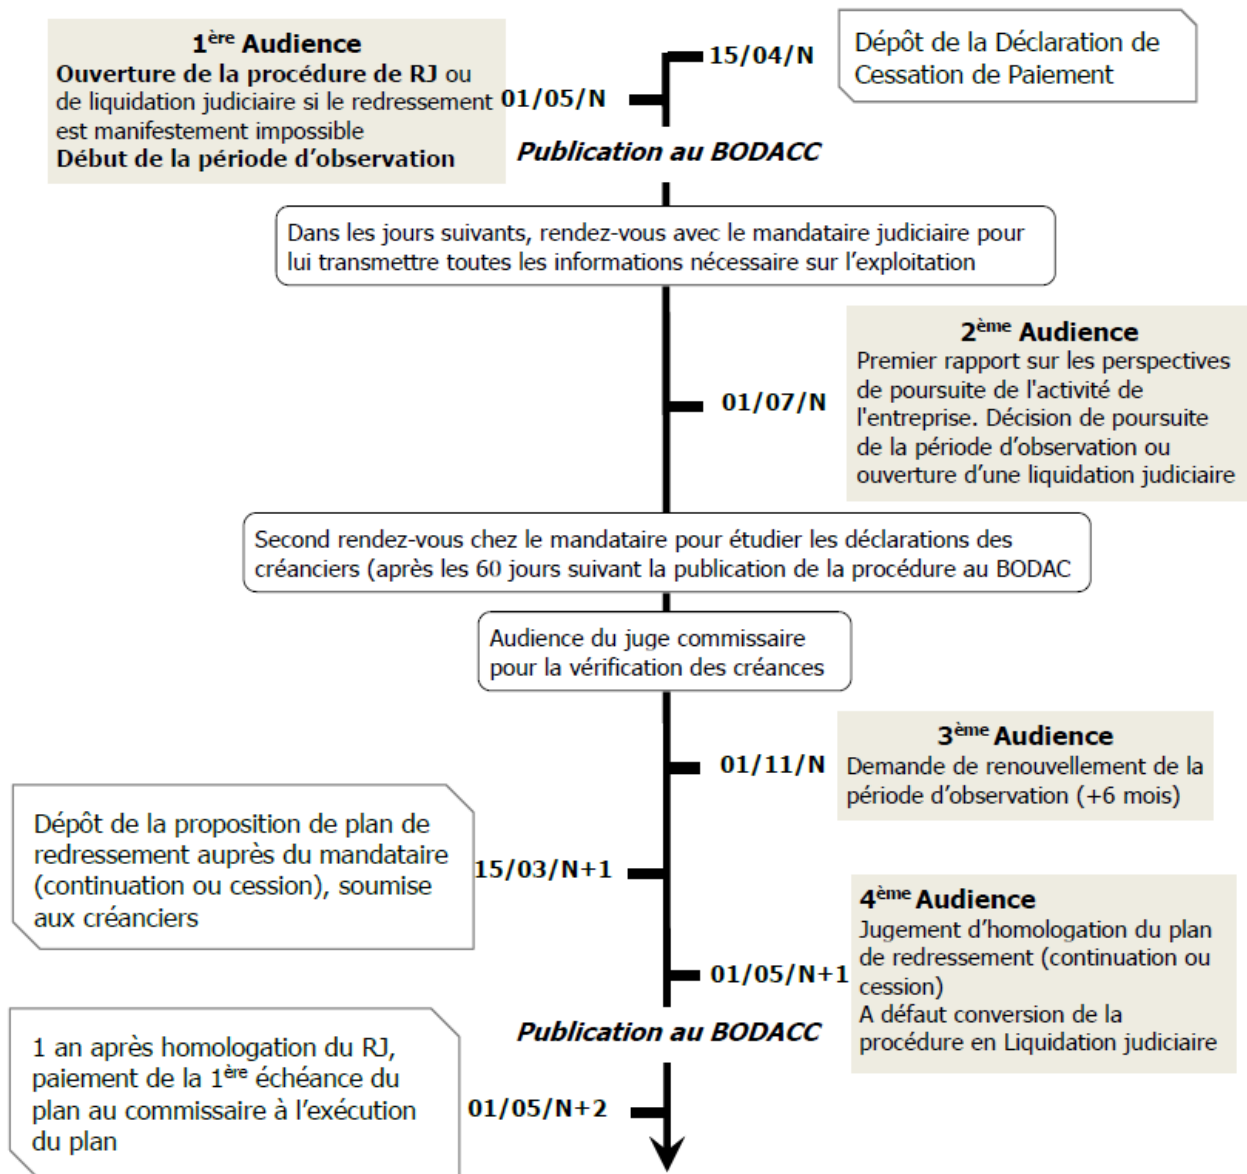 1ère Audience
Ouverture de la procédure de RJ ou
de liquidation judiciaire si le redressement
est manifestement impossible
Début de la période d'observation
15/04/N
Dépôt de la Déclaration de
Cessation de Paiement
01/05/N
Publication au BODACC
Dans les jours suivants, rendez-vous avec le mandataire judiciaire pour
lui transmettre toutes les informations nécessaire sur l'exploitation
2ème Audience
Premier rapport sur les perspectives
de poursuite de l'activité de
l'entreprise. Décision de poursuite
de la période d'observation ou
ouverture d'une liquidation judiciaire
01/07/N
Second rendez-vous chez le mandataire pour étudier les déclarations des
créanciers (après les 60 jours suivant la publication de la procédure au BODAC
Audience du juge commissaire
pour la vérification des créances
3ème Audience
Demande de renouvellement de la
période d'observation (+6 mois)
01/11/N
Dépôt de la proposition de plan de
redressement auprès du mandataire
(continuation ou cession), soumise
aux créanciers
15/03/N+1
4ème Audience
Jugement d'homologation du plan
de redressement (continuation ou
cession)
A défaut conversion de la
procédure en Liquidation judiciaire
01/05/N+1
Publication au BODACC
1 an après homologation du RJ,
paiement de la 1ère échéance du
plan au commissaire à l'exécution
du plan
01/05/N+2